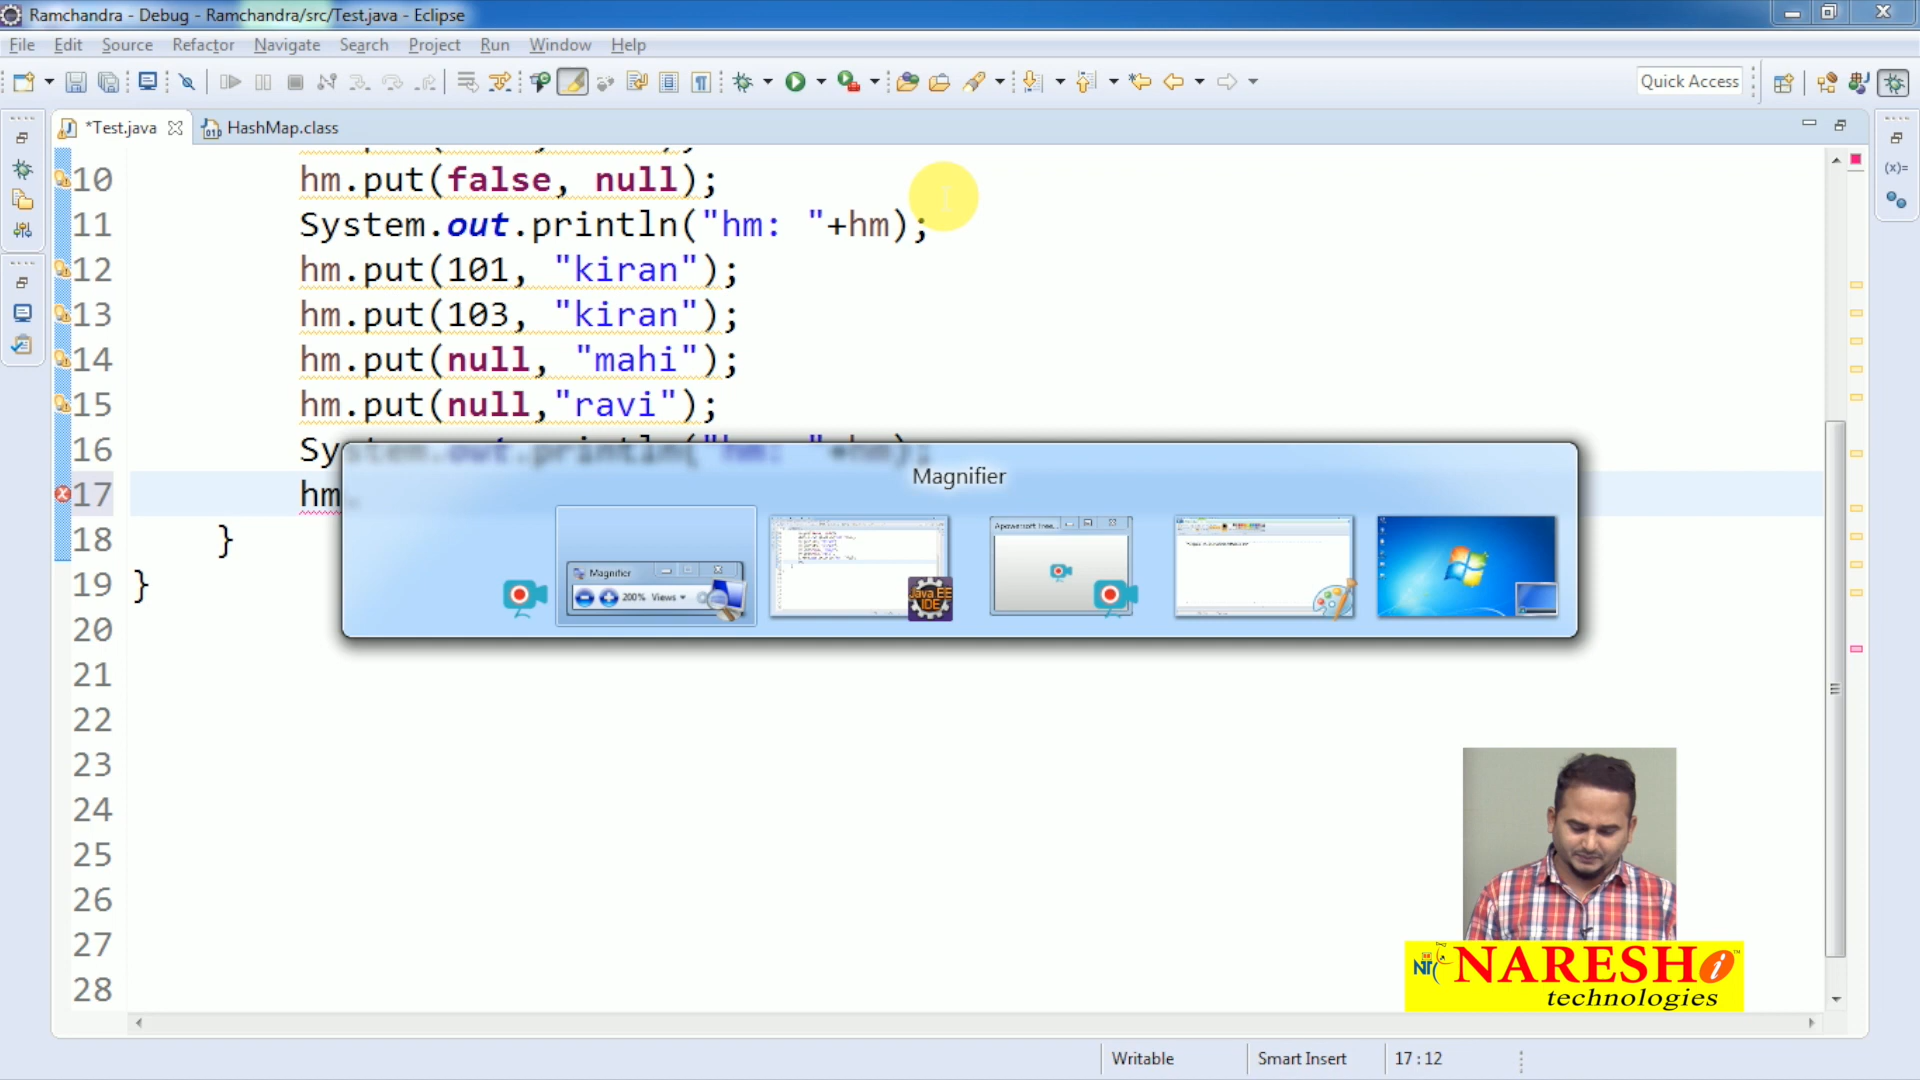 Ramchandra - Debug - Ramchandra/src/Test.java - Eclipse
File Edit Source Refactor Navigate Search Project Run Window Help
Quick Access
*Test.java HashMap.class
10 hm.put(false, null);
11 System.out.println("hm: "+hm);
12 hm.put(101, "kiran");
13 hm.put(103, "kiran");
14 hm.put(null, "mahi");
15 hm.put(null,"ravi");
16 System.out.println("hm: "+hm);
17 hm.
18 }
19 }
20
21
22
23
24
25
26
27
28
Magnifier
Magnifier
200% Views
Java EE
IDE
NARESH i
technologies
Writable Smart Insert 17 : 12